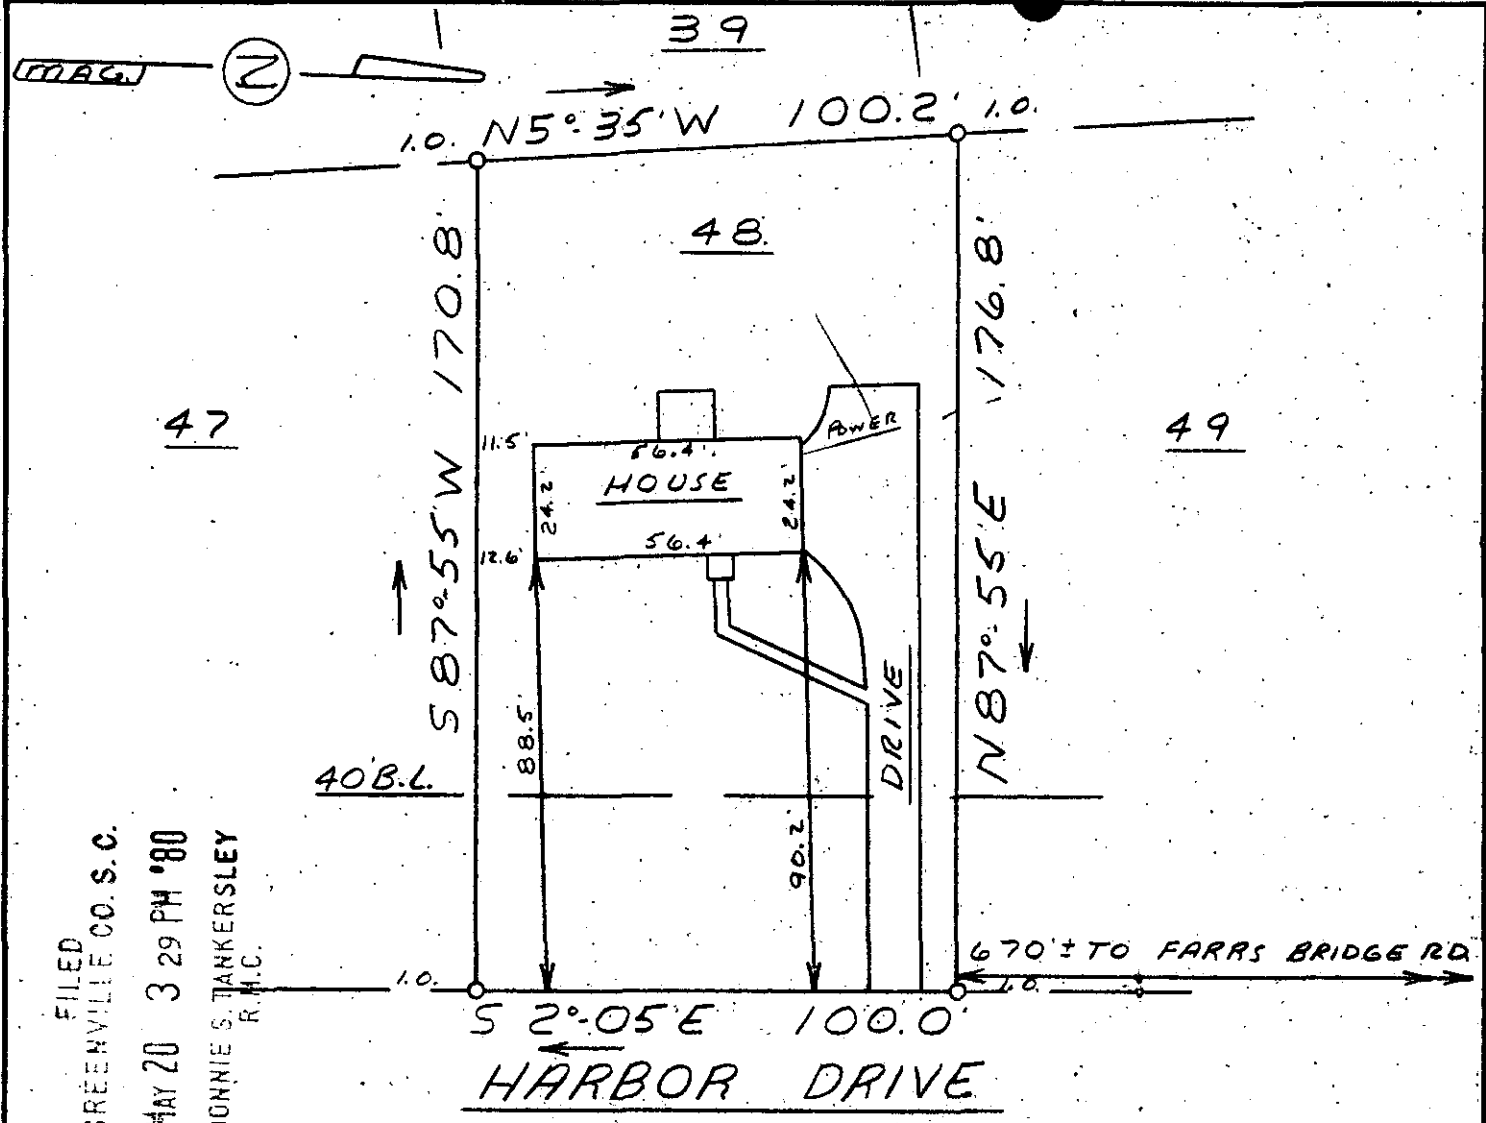 39
MAG.
Z
N5°-35'W 100.2'
1.0.
1.0.
48
S 87°-55'W 170.8'
N87°-55'E 176.8'
47
49
11.5'
56.4'
POWER
HOUSE
24.2'
24.2'
56.4'
12.6'
88.5'
90.2'
DRIVE
40'B.L.
FILED
GREENVILLE CO. S. C.
MAY 20 3 29 PM '80
DONNIE S. TANKERSLEY
R.M.C.
670'± TO FARRS BRIDGE RD.
1.0.
1.0.
S 2°-05'E 100.0'
HARBOR DRIVE